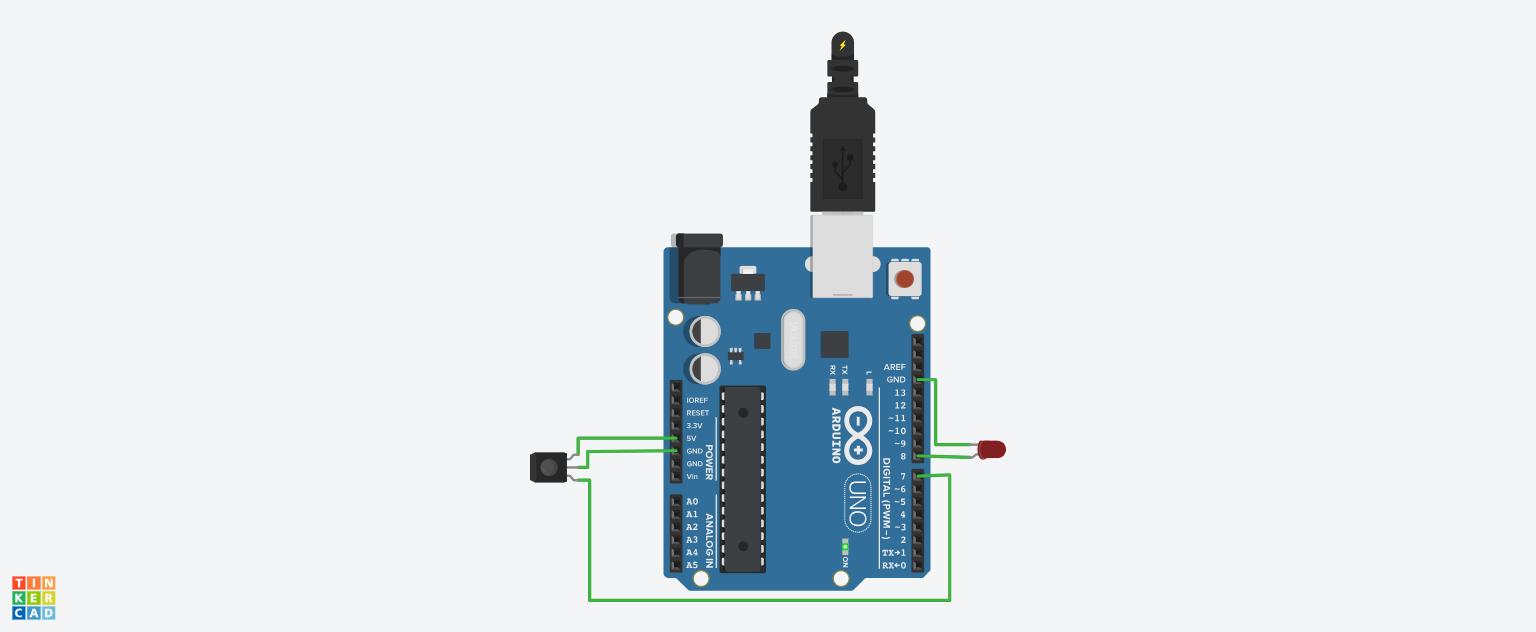 AREF
GND
13
12
~11
~10
~9
8
7
~6
~5
4
~3
2
TX→1
RX←0
DIGITAL (PWM~)
IOREF
RESET
3.3V
5V
GND
GND
Vin
POWER
A0
A1
A2
A3
A4
A5
ANALOG IN
RX
TX
L
ARDUINO
UNO
ON
TIN
KER
CAD